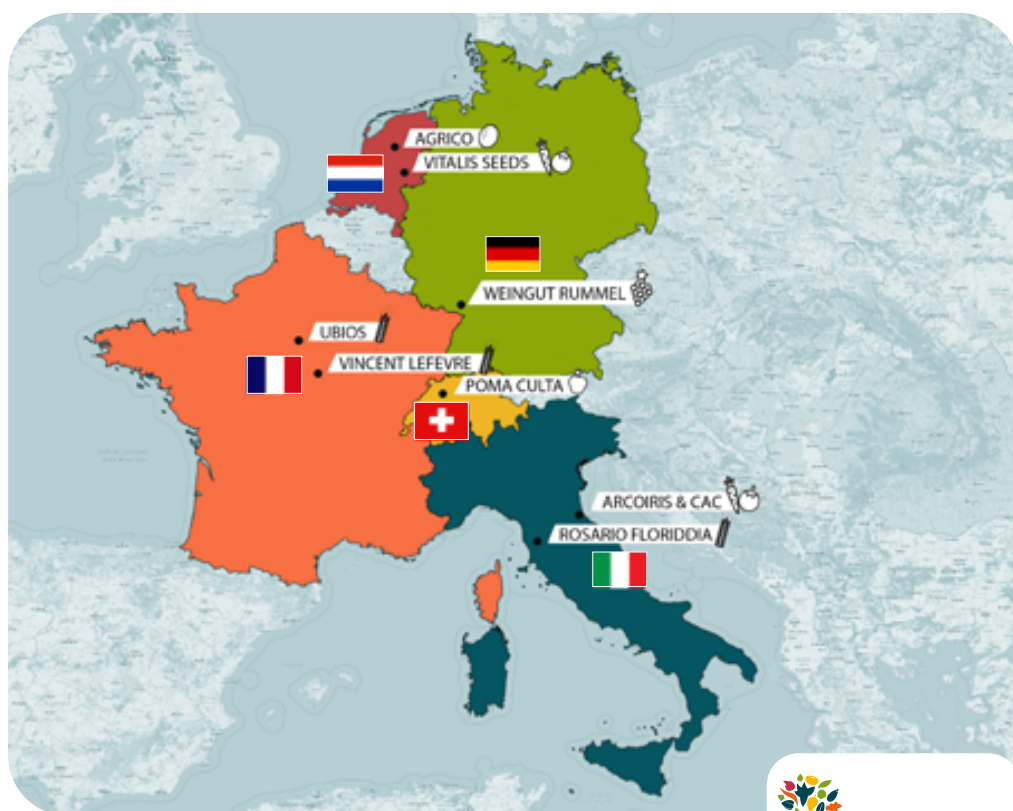 AGRICO
VITALIS SEEDS
WEINGUT RUMMEL
UBIOS
VINCENT LEFEVRE
POMA CULTA
ARCOIRIS & CAC
ROSARIO FLORIDDIA